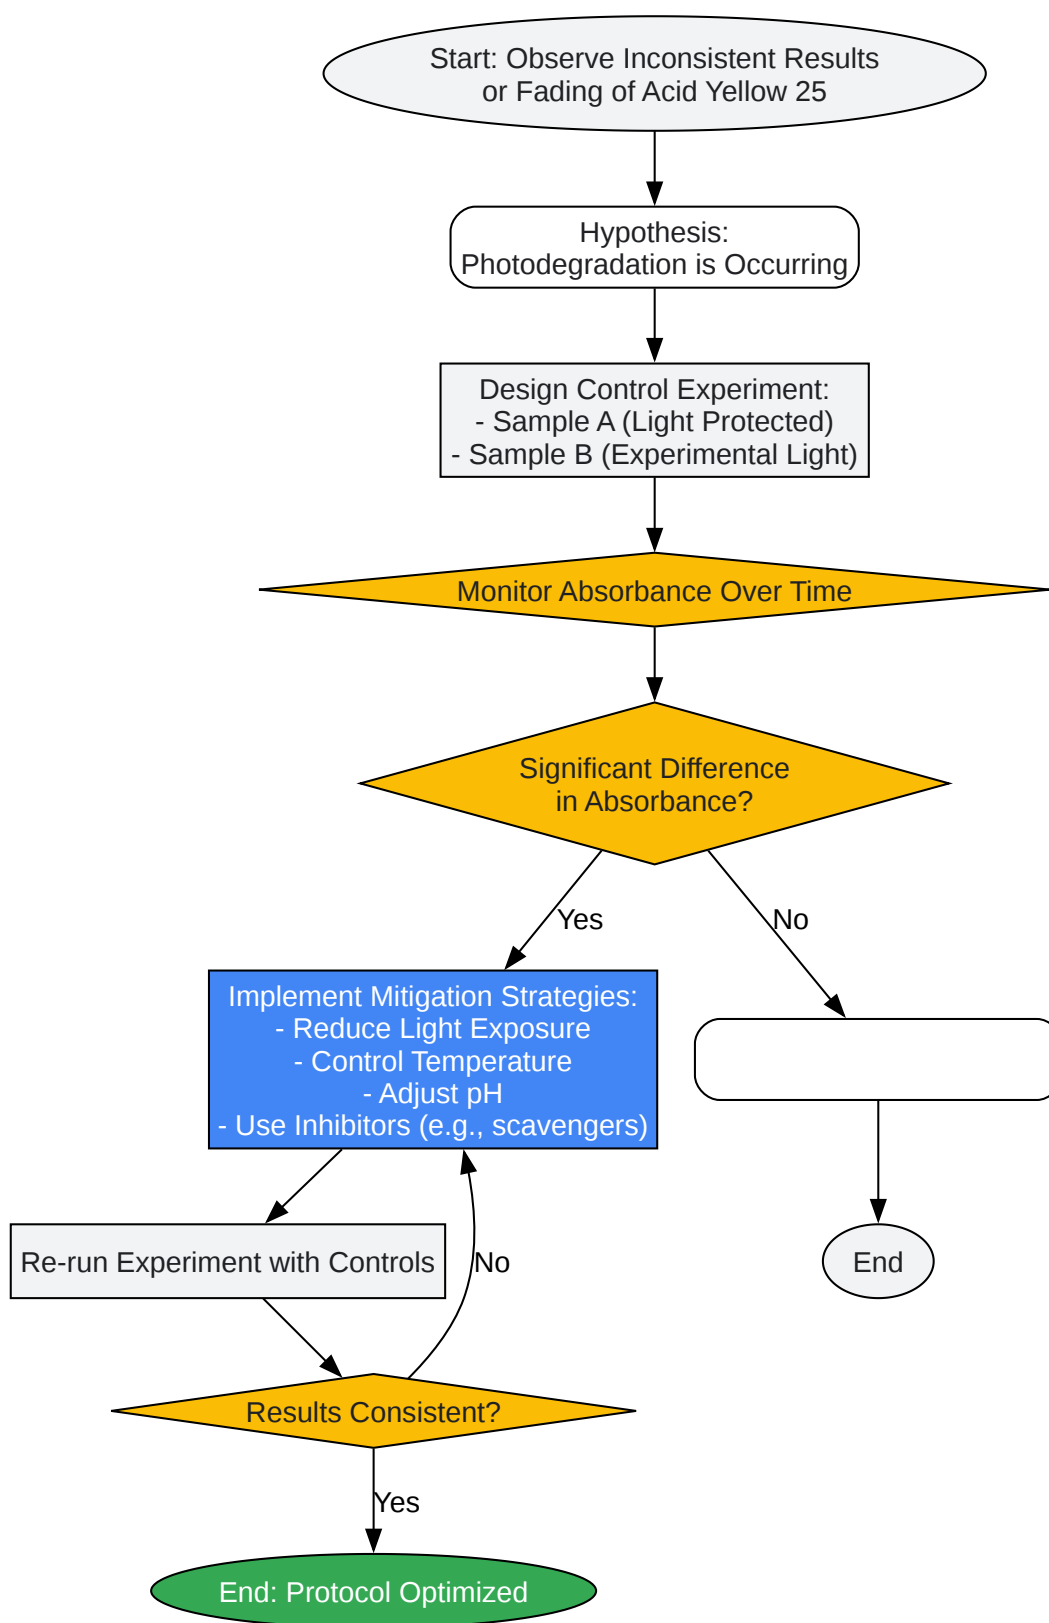 Start: Observe Inconsistent Results
or Fading of Acid Yellow 25
Hypothesis:
Photodegradation is Occurring
Design Control Experiment:
- Sample A (Light Protected)
- Sample B (Experimental Light)
Monitor Absorbance Over Time
Significant Difference
in Absorbance?
Yes
No
Implement Mitigation Strategies:
- Reduce Light Exposure
- Control Temperature
- Adjust pH
- Use Inhibitors (e.g., scavengers)
Re-run Experiment with Controls
No
End
Results Consistent?
Yes
End: Protocol Optimized